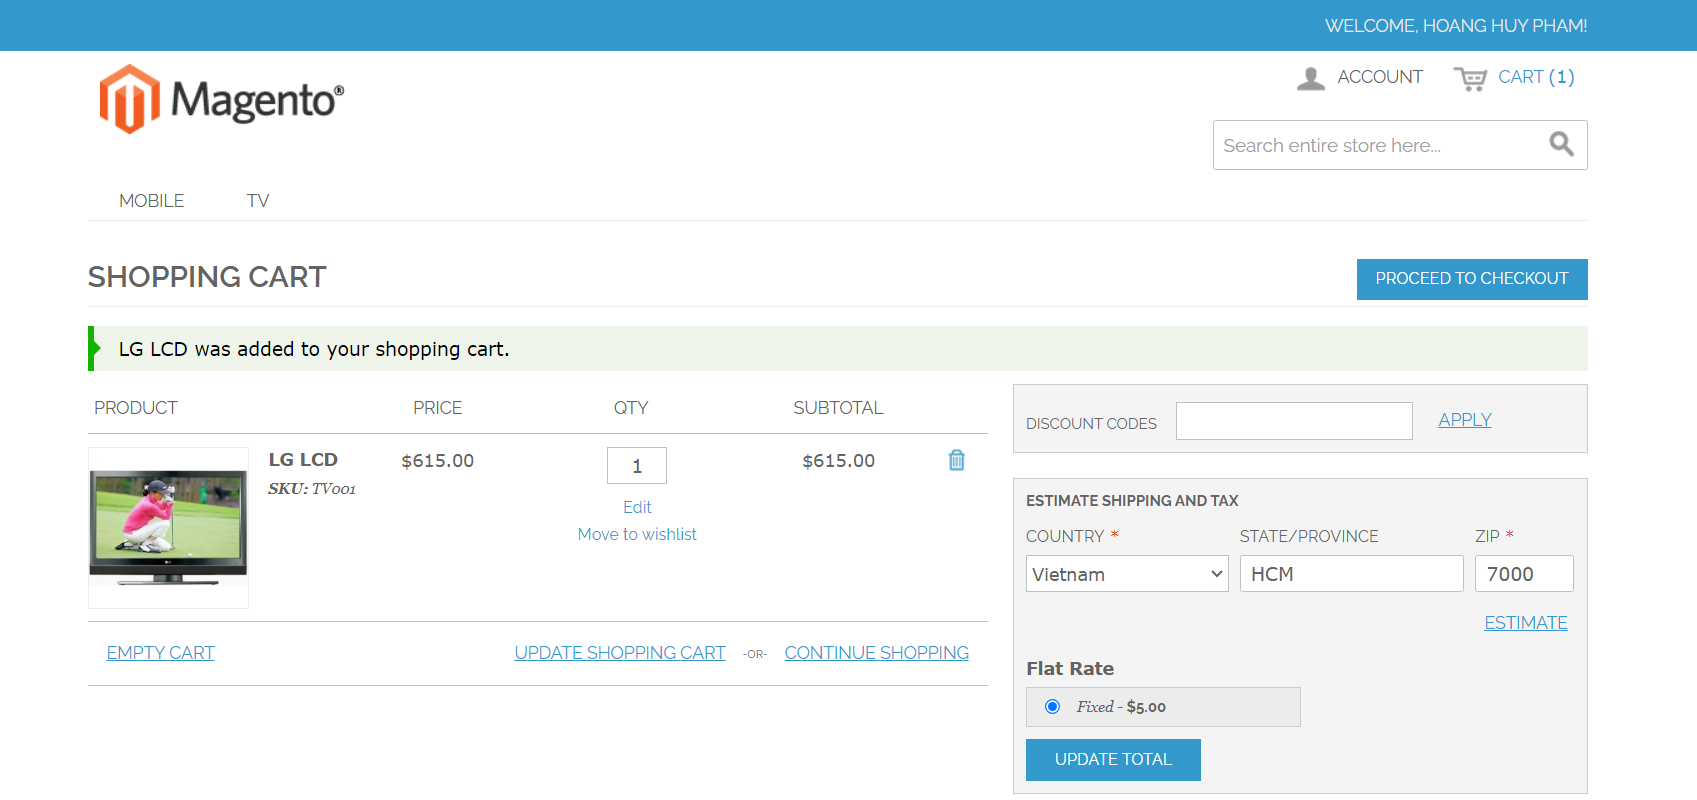 WELCOME, HOANG HUY PHAM!
Magento®
ACCOUNT
CART (1)
Search entire store here...
MOBILE
TV
SHOPPING CART
PROCEED TO CHECKOUT
LG LCD was added to your shopping cart.
PRODUCT PRICE QTY SUBTOTAL
LG LCD $615.00 1 $615.00
SKU: TV001
Edit
Move to wishlist
EMPTY CART UPDATE SHOPPING CART -OR- CONTINUE SHOPPING
DISCOUNT CODES APPLY
ESTIMATE SHIPPING AND TAX
COUNTRY * STATE/PROVINCE ZIP *
Vietnam HCM 7000
ESTIMATE
Flat Rate
Fixed - $5.00
UPDATE TOTAL